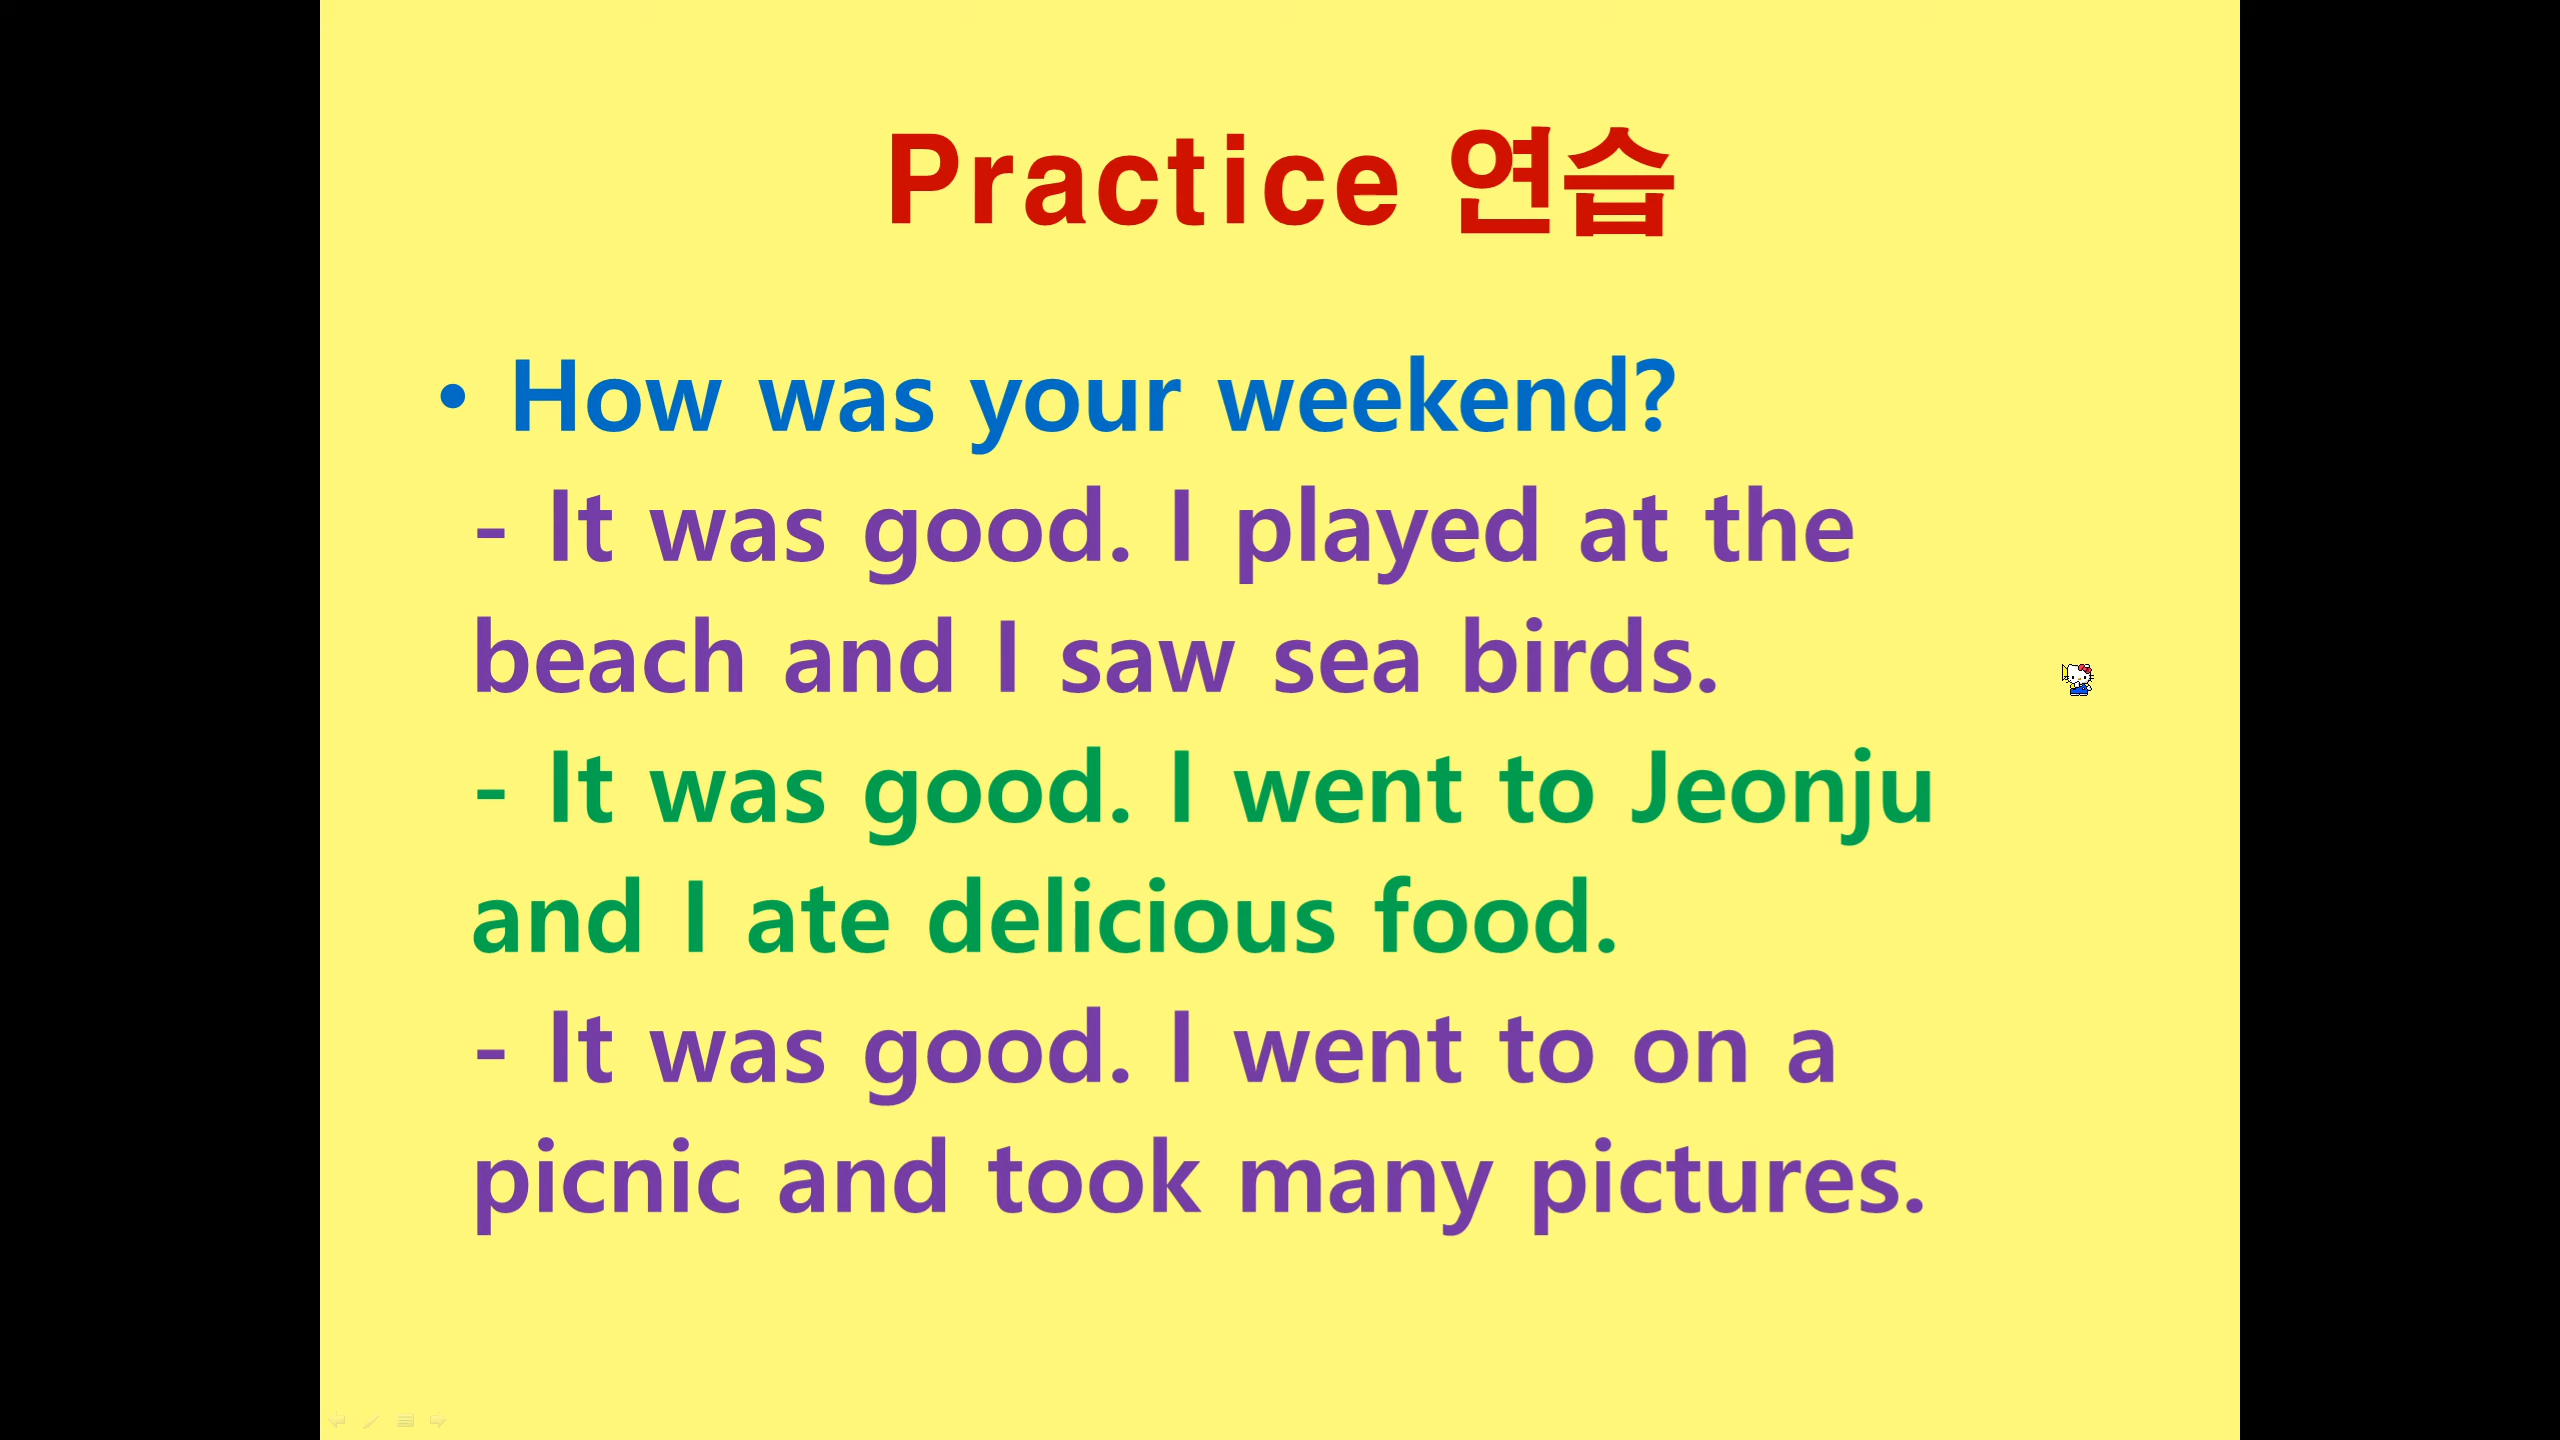 Practice 연습
• How was your weekend?
- It was good. I played at the
beach and I saw sea birds.
- It was good. I went to Jeonju
and I ate delicious food.
- It was good. I went to on a
picnic and took many pictures.